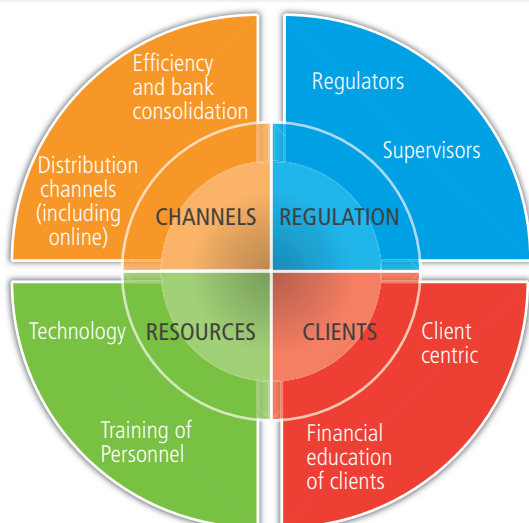 Efficiency
and bank
consolidation
Distribution
channels
(including
online)
CHANNELS
Regulators
Supervisors
REGULATION
Technology
RESOURCES
Training of
Personnel
CLIENTS
Client
centric
Financial
education
of clients